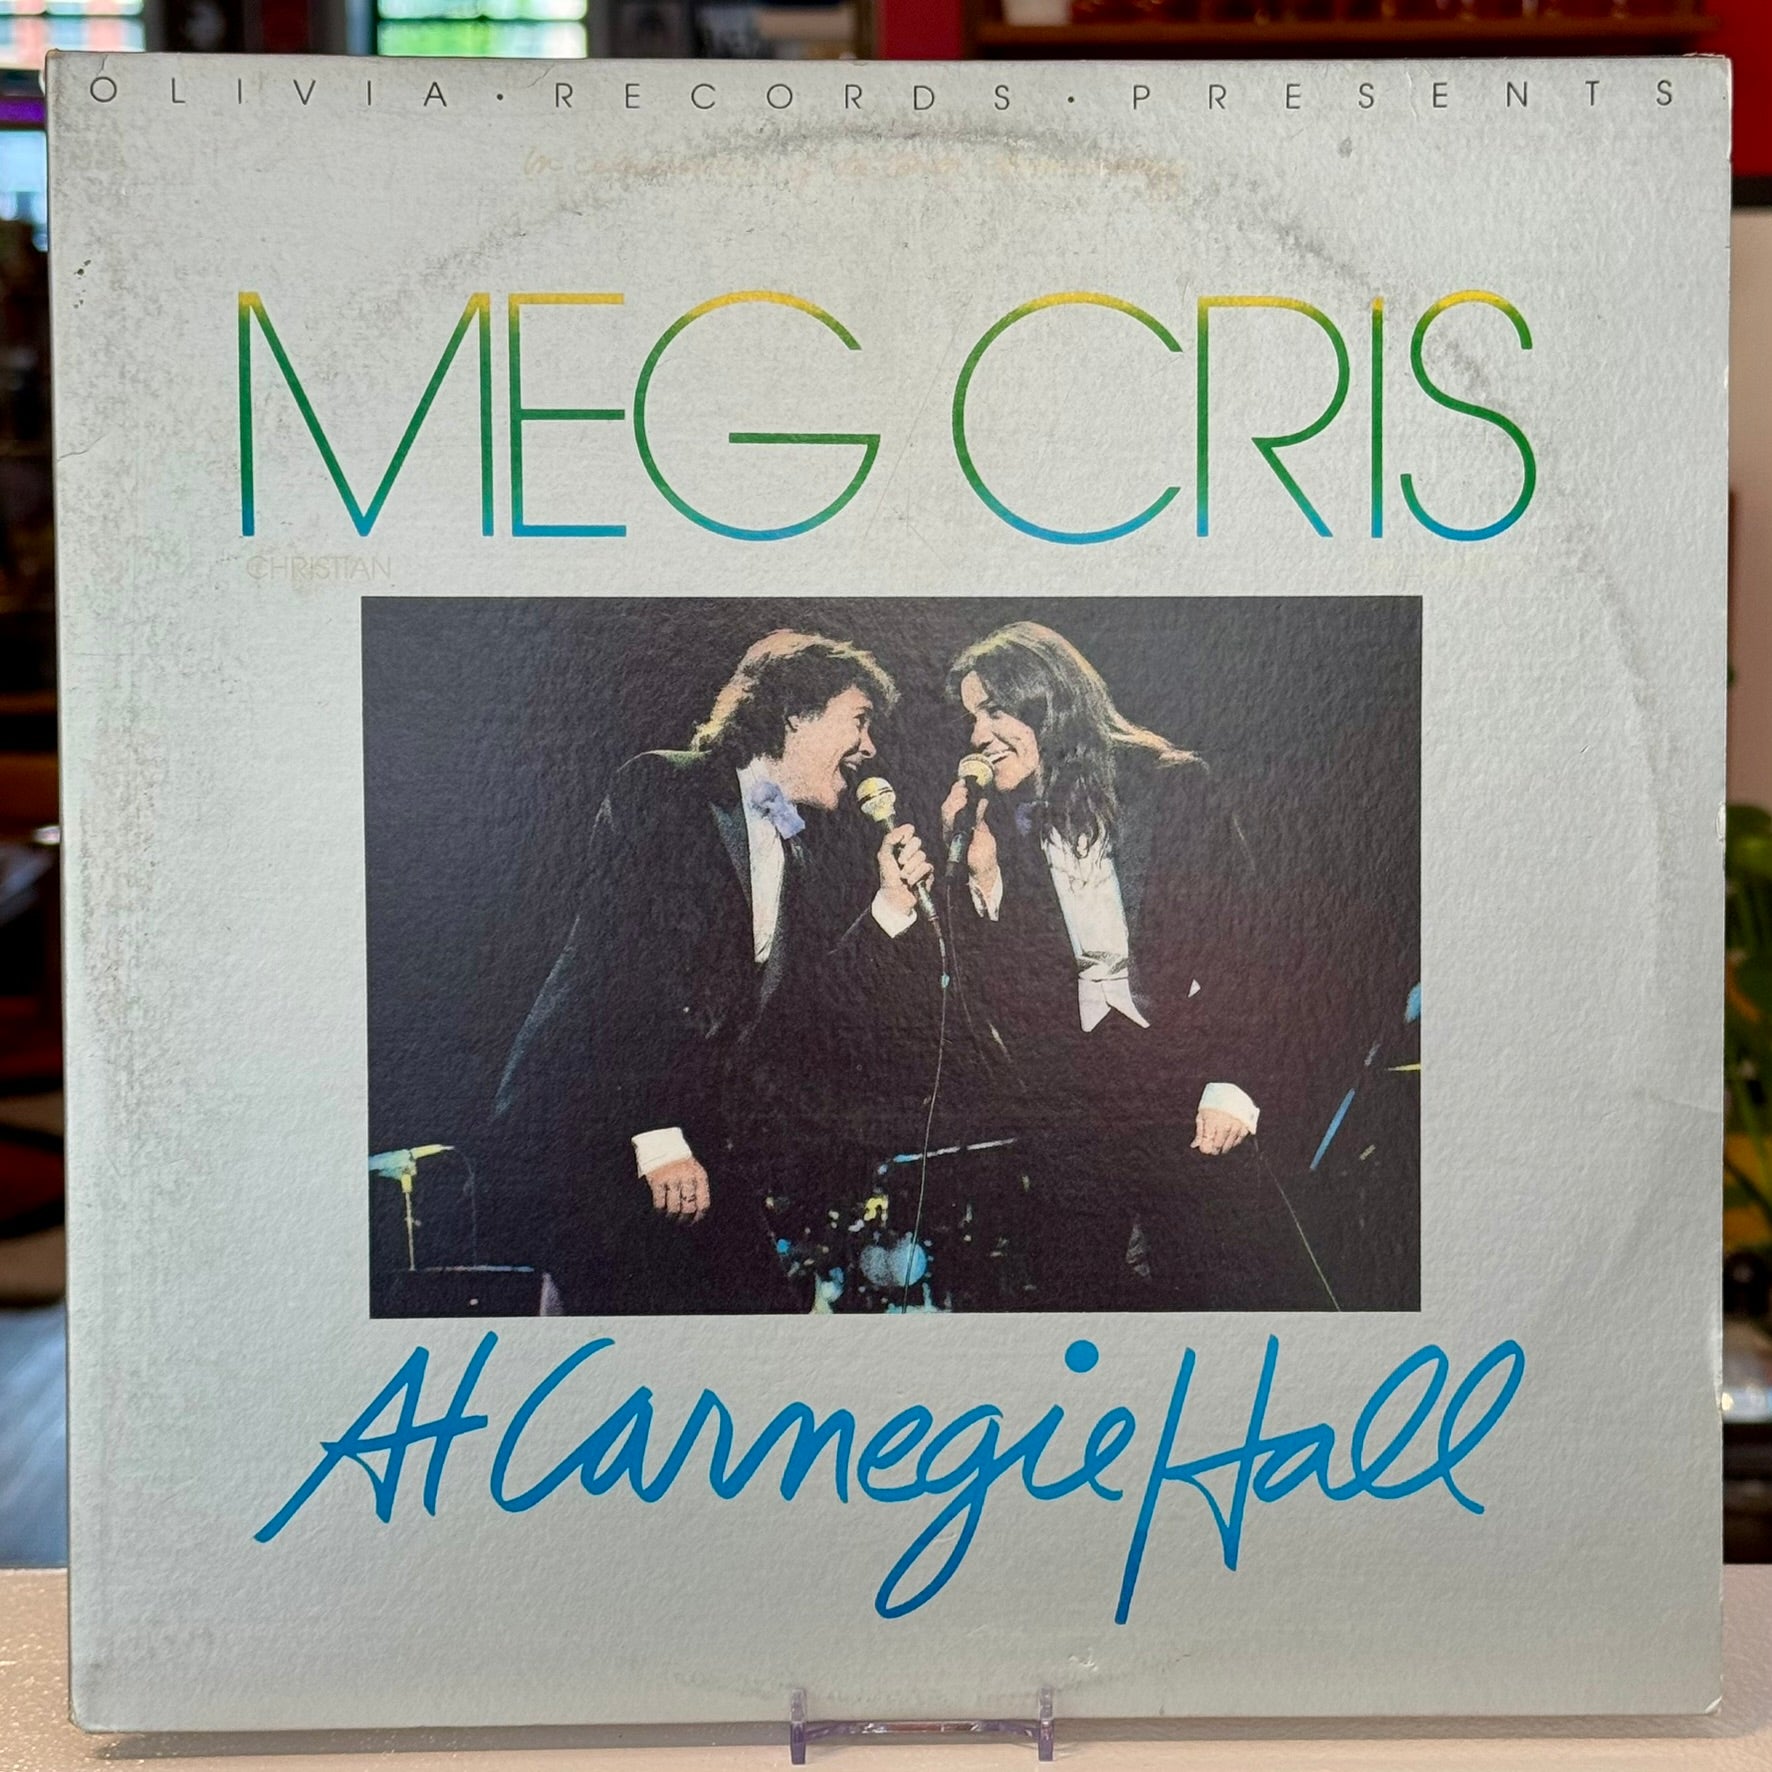 OLIVIA · RECORDS · PRESENTS
MEG CRIS
CHRISTIAN
At Carnegie Hall